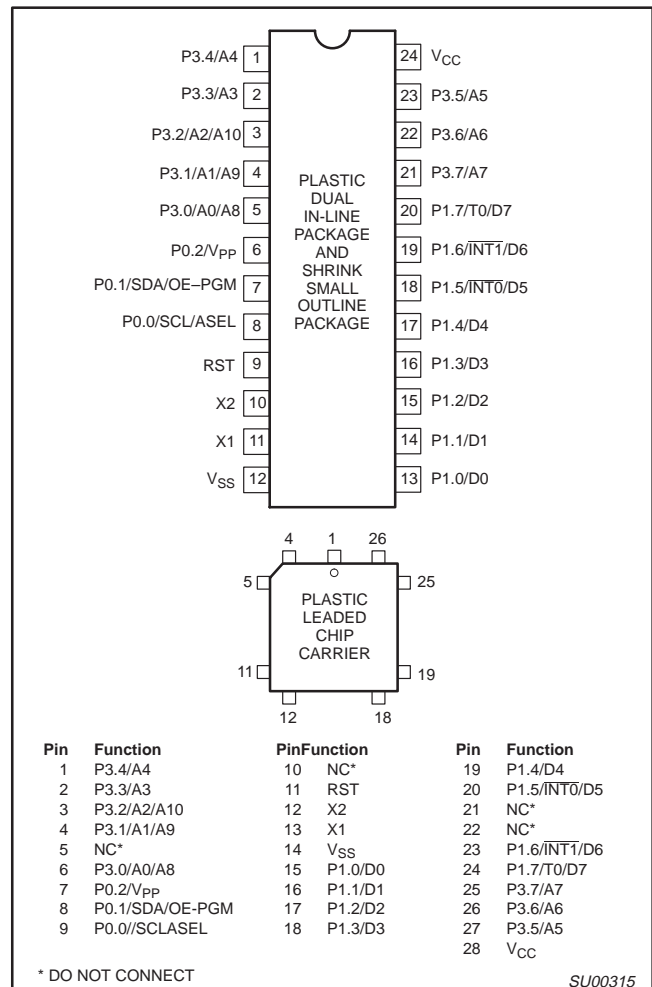 P3.4/A4 1 24 VCC
P3.3/A3 2 23 P3.5/A5
P3.2/A2/A10 3 22 P3.6/A6
P3.1/A1/A9 4 21 P3.7/A7
P3.0/A0/A8 5 20 P1.7/T0/D7
P0.2/VPP 6 19 P1.6/INT1/D6
P0.1/SDA/OE–PGM 7 18 P1.5/INT0/D5
P0.0/SCL/ASEL 8 17 P1.4/D4
RST 9 16 P1.3/D3
X2 10 15 P1.2/D2
X1 11 14 P1.1/D1
VSS 12 13 P1.0/D0
PLASTIC
DUAL
IN-LINE
PACKAGE
AND
SHRINK
SMALL
OUTLINE
PACKAGE
4 1 26
5 25
PLASTIC
LEADED
CHIP
CARRIER
11 19
12 18
Pin Function
1 P3.4/A4
2 P3.3/A3
3 P3.2/A2/A10
4 P3.1/A1/A9
5 NC*
6 P3.0/A0/A8
7 P0.2/VPP
8 P0.1/SDA/OE-PGM
9 P0.0//SCLASEL
PinFunction
10 NC*
11 RST
12 X2
13 X1
14 VSS
15 P1.0/D0
16 P1.1/D1
17 P1.2/D2
18 P1.3/D3
Pin Function
19 P1.4/D4
20 P1.5/INT0/D5
21 NC*
22 NC*
23 P1.6/INT1/D6
24 P1.7/T0/D7
25 P3.7/A7
26 P3.6/A6
27 P3.5/A5
28 VCC
* DO NOT CONNECT
SU00315